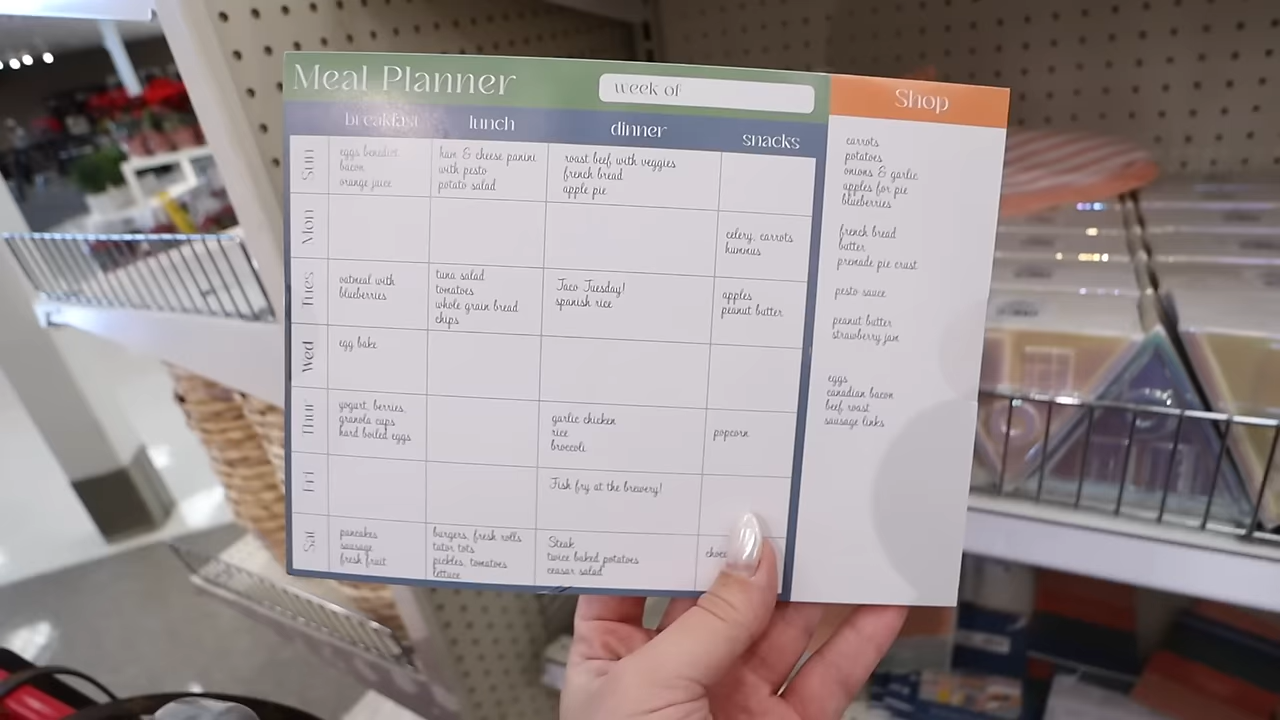 Meal Planner
week of
Shop
breakfast
lunch
dinner
snacks
Sun
eggs benedict
bacon
orange juice
ham & cheese panini
with pesto
potato salad
roast beef with veggies
french bread
apple pie
Mon
celery, carrots
hummus
Tues
oatmeal with
blueberries
tuna salad
tomatoes
whole grain bread
chips
Taco Tuesday!
spanish rice
apples
peanut butter
Wed
egg bake
Thur
yogurt, berries,
granola cups
hard boiled eggs
garlic chicken
rice
broccoli
popcorn
Fri
Fish fry at the brewery!
Sat
pancakes
sausage
fresh fruit
burgers, fresh rolls
tator tots
pickles, tomatoes
lettuce
Steak
twice baked potatoes
ceasar salad
carrots
potatoes
onions & garlic
apples for pie
blueberries
french bread
butter
premade pie crust
pesto sauce
peanut butter
strawberry jam
eggs
canadian bacon
beef roast
sausage links